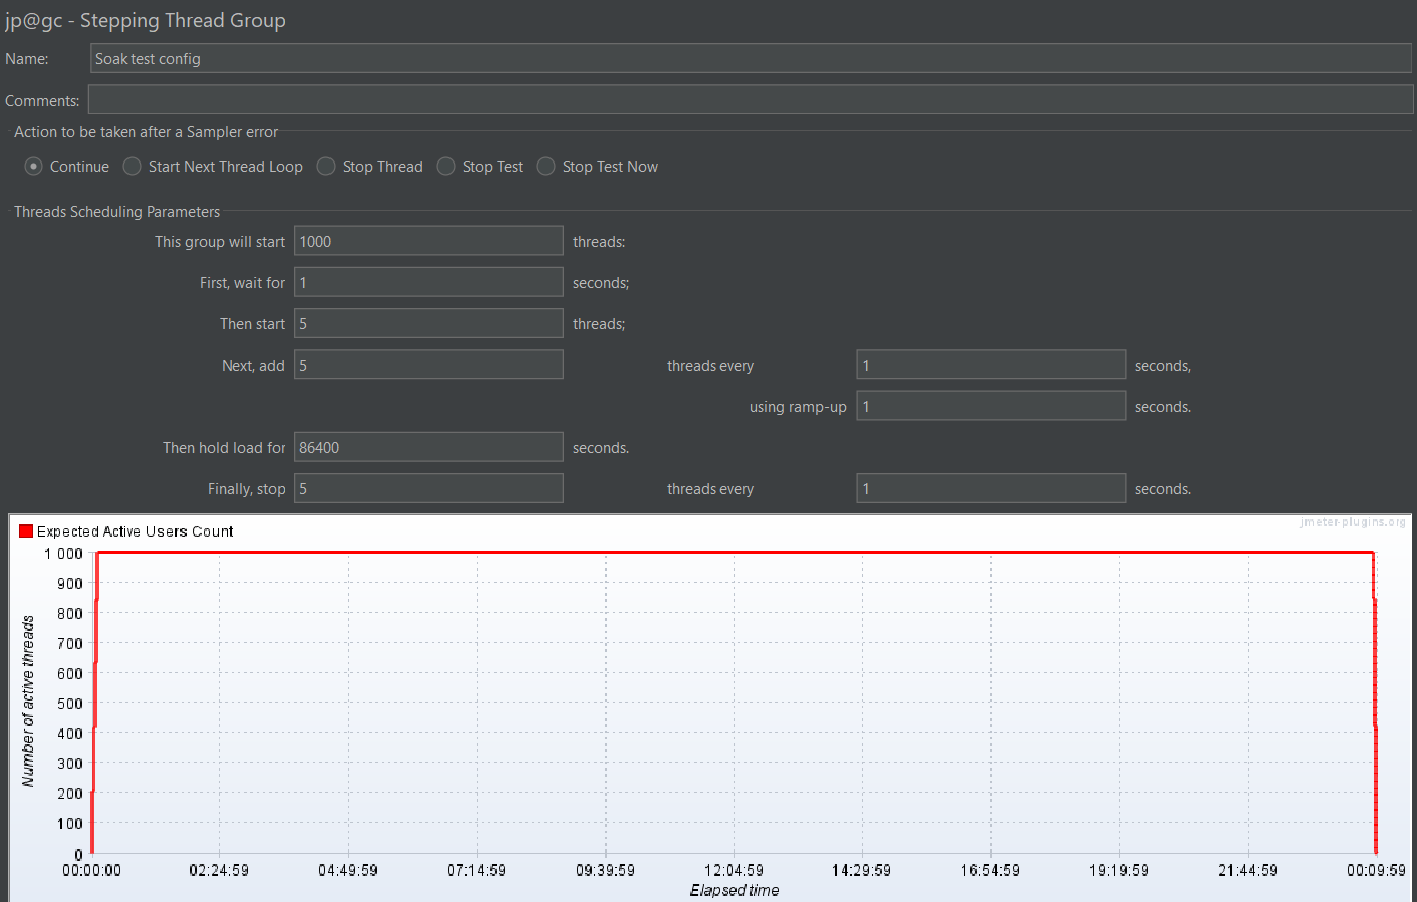 jp@gc - Stepping Thread Group
Name: Soak test config
Comments:
Action to be taken after a Sampler error
Continue Start Next Thread Loop Stop Thread Stop Test Stop Test Now
Threads Scheduling Parameters
This group will start 1000 threads:
First, wait for 1 seconds;
Then start 5 threads;
Next, add 5 threads every 1 seconds,
using ramp-up 1 seconds.
Then hold load for 86400 seconds.
Finally, stop 5 threads every 1 seconds.
jmeter-plugins.org
Expected Active Users Count
1 000
900
800
700
600
500
400
300
200
100
0
Number of active threads
00:00:00 02:24:59 04:49:59 07:14:59 09:39:59 12:04:59 14:29:59 16:54:59 19:19:59 21:44:59 00:09:59
Elapsed time